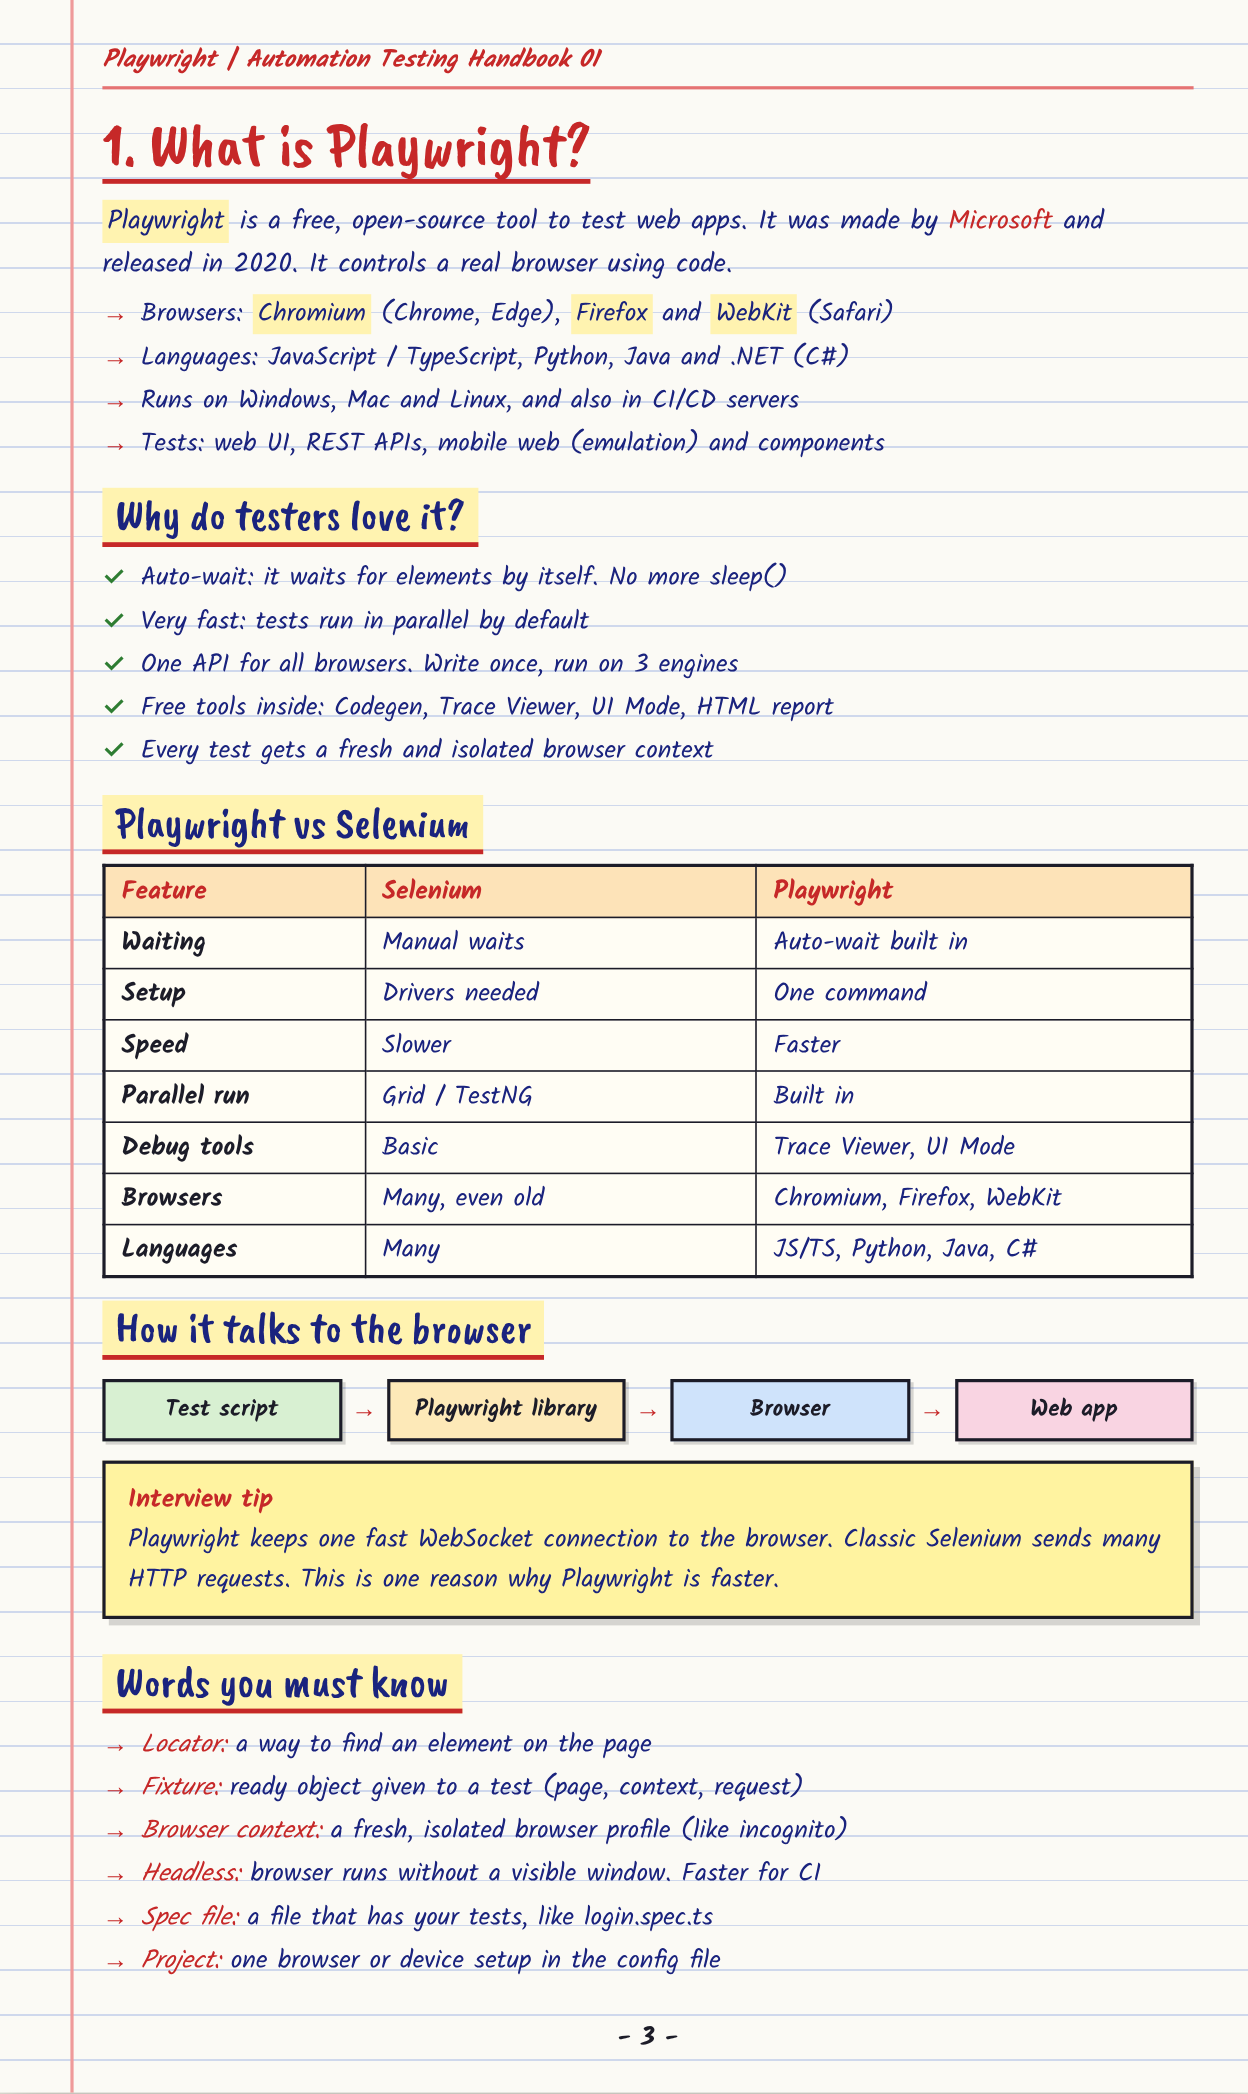 Playwright / Automation Testing Handbook 01
1. What is Playwright?
Playwright is a free, open-source tool to test web apps. It was made by Microsoft and
released in 2020. It controls a real browser using code.
→ Browsers: Chromium (Chrome, Edge), Firefox and WebKit (Safari)
→ Languages: JavaScript / TypeScript, Python, Java and .NET (C#)
→ Runs on Windows, Mac and Linux, and also in CI/CD servers
→ Tests: web UI, REST APIs, mobile web (emulation) and components
Why do testers love it?
✓ Auto-wait: it waits for elements by itself. No more sleep()
✓ Very fast: tests run in parallel by default
✓ One API for all browsers. Write once, run on 3 engines
✓ Free tools inside: Codegen, Trace Viewer, UI Mode, HTML report
✓ Every test gets a fresh and isolated browser context
Playwright vs Selenium
Feature Selenium Playwright
Waiting Manual waits Auto-wait built in
Setup Drivers needed One command
Speed Slower Faster
Parallel run Grid / TestNG Built in
Debug tools Basic Trace Viewer, UI Mode
Browsers Many, even old Chromium, Firefox, WebKit
Languages Many JS/TS, Python, Java, C#
How it talks to the browser
Test script → Playwright library → Browser → Web app
Interview tip
Playwright keeps one fast WebSocket connection to the browser. Classic Selenium sends many
HTTP requests. This is one reason why Playwright is faster.
Words you must know
→ Locator: a way to find an element on the page
→ Fixture: ready object given to a test (page, context, request)
→ Browser context: a fresh, isolated browser profile (like incognito)
→ Headless: browser runs without a visible window. Faster for CI
→ Spec file: a file that has your tests, like login.spec.ts
→ Project: one browser or device setup in the config file
- 3 -